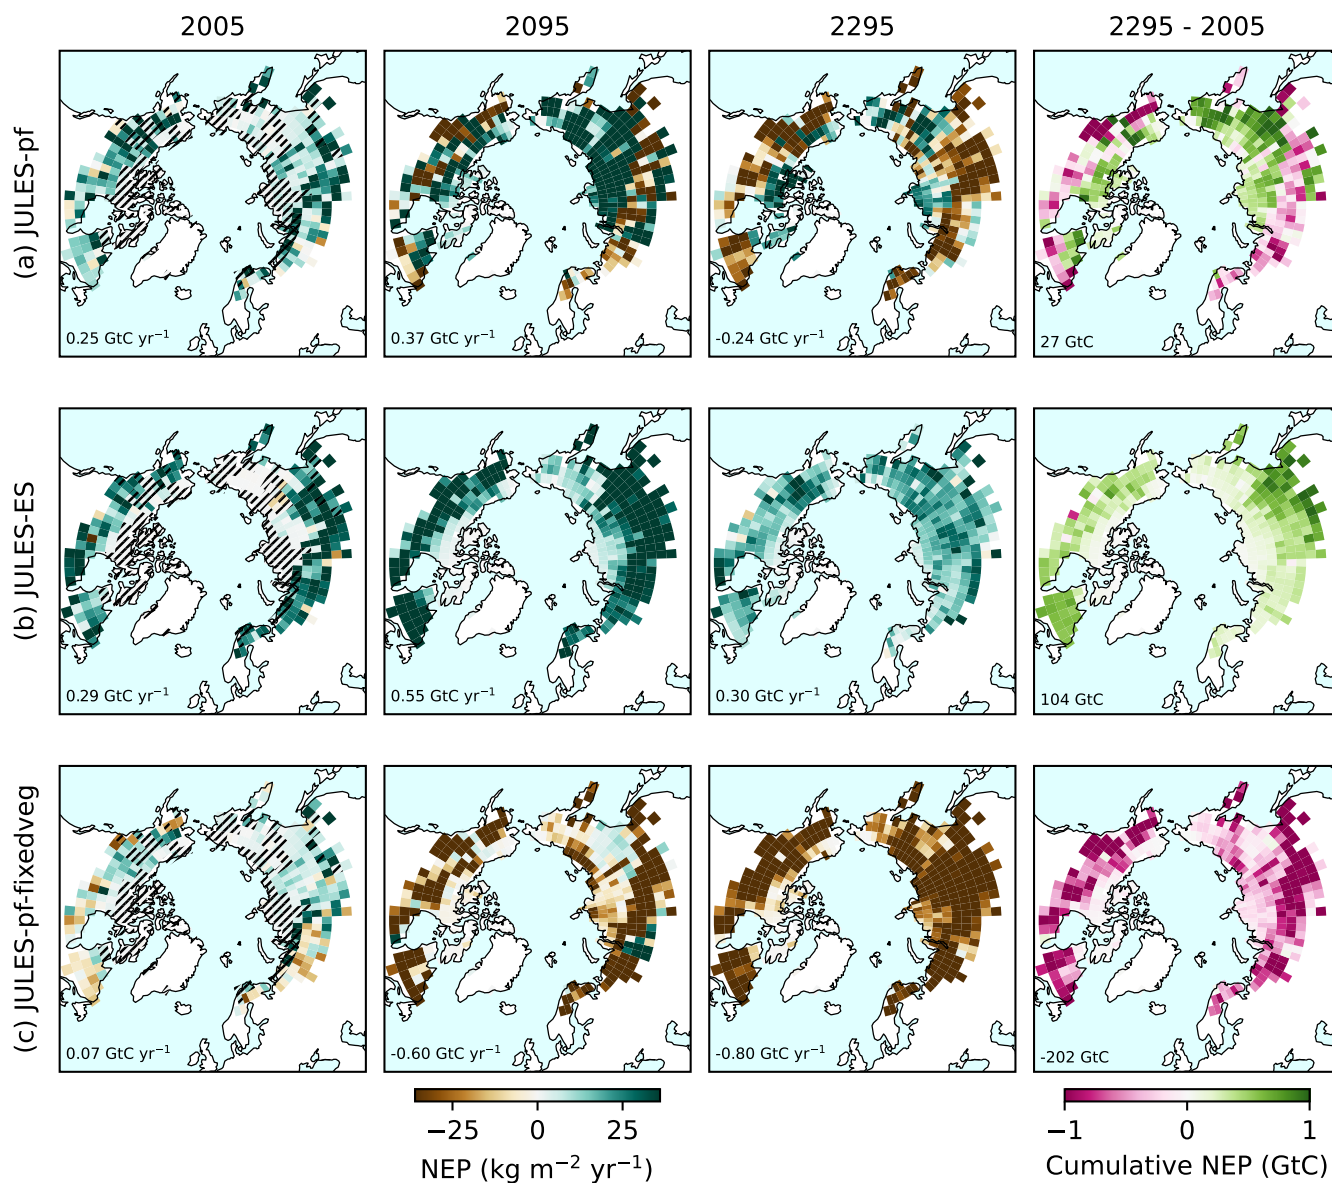 2005 2095 2295 2295 - 2005
(a) JULES-pf
0.25 GtC yr⁻¹ 0.37 GtC yr⁻¹ -0.24 GtC yr⁻¹ 27 GtC
(b) JULES-ES
0.29 GtC yr⁻¹ 0.55 GtC yr⁻¹ 0.30 GtC yr⁻¹ 104 GtC
(c) JULES-pf-fixedveg
0.07 GtC yr⁻¹ -0.60 GtC yr⁻¹ -0.80 GtC yr⁻¹ -202 GtC
−25 0 25 −1 0 1
NEP (kg m⁻² yr⁻¹) Cumulative NEP (GtC)